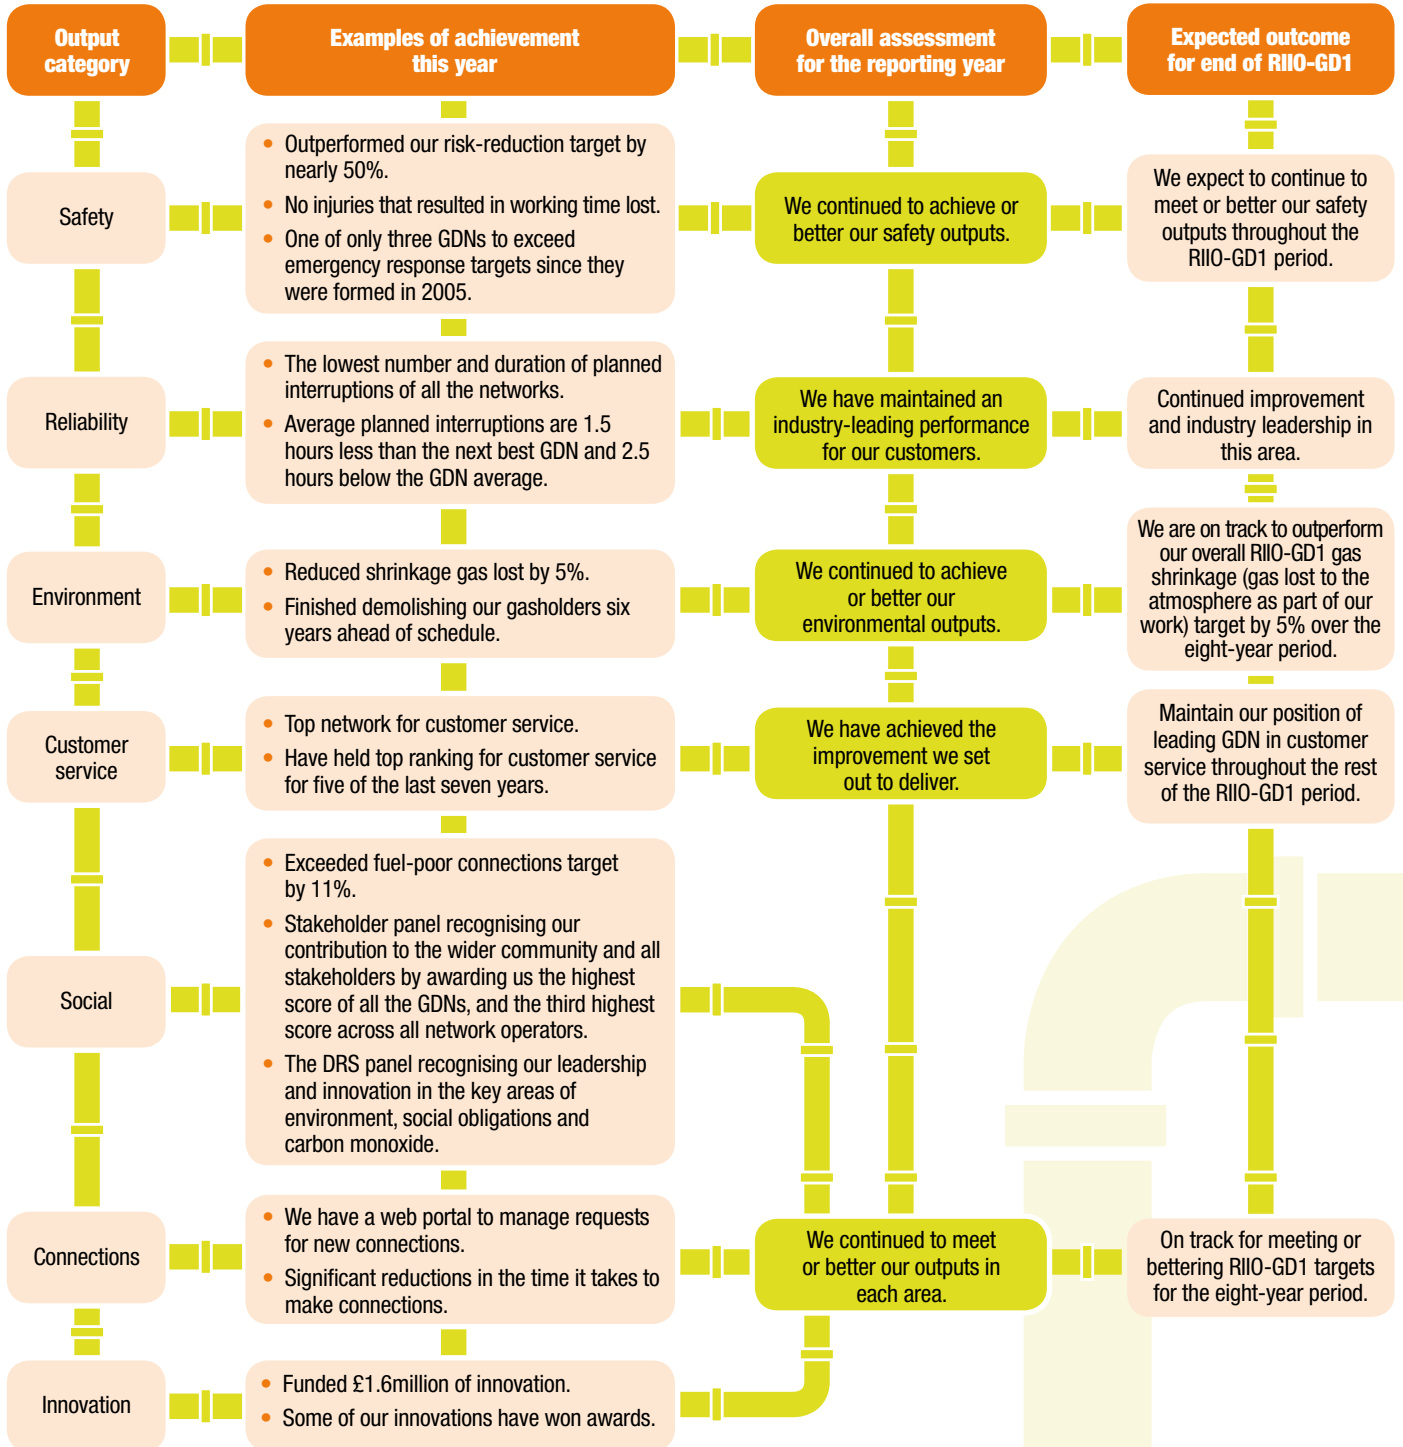 Output
category
Examples of achievement
this year
Overall assessment
for the reporting year
Expected outcome
for end of RIIO-GD1
Safety
• Outperformed our risk-reduction target by
nearly 50%.
• No injuries that resulted in working time lost.
• One of only three GDNs to exceed
emergency response targets since they
were formed in 2005.
We continued to achieve or
better our safety outputs.
We expect to continue to
meet or better our safety
outputs throughout the
RIIO-GD1 period.
Reliability
• The lowest number and duration of planned
interruptions of all the networks.
• Average planned interruptions are 1.5
hours less than the next best GDN and 2.5
hours below the GDN average.
We have maintained an
industry-leading performance
for our customers.
Continued improvement
and industry leadership in
this area.
Environment
• Reduced shrinkage gas lost by 5%.
• Finished demolishing our gasholders six
years ahead of schedule.
We continued to achieve
or better our
environmental outputs.
We are on track to outperform
our overall RIIO-GD1 gas
shrinkage (gas lost to the
atmosphere as part of our
work) target by 5% over the
eight-year period.
Customer
service
• Top network for customer service.
• Have held top ranking for customer service
for five of the last seven years.
We have achieved the
improvement we set
out to deliver.
Maintain our position of
leading GDN in customer
service throughout the rest
of the RIIO-GD1 period.
Social
• Exceeded fuel-poor connections target
by 11%.
• Stakeholder panel recognising our
contribution to the wider community and all
stakeholders by awarding us the highest
score of all the GDNs, and the third highest
score across all network operators.
• The DRS panel recognising our leadership
and innovation in the key areas of
environment, social obligations and
carbon monoxide.
Connections
• We have a web portal to manage requests
for new connections.
• Significant reductions in the time it takes to
make connections.
We continued to meet
or better our outputs in
each area.
On track for meeting or
bettering RIIO-GD1 targets
for the eight-year period.
Innovation
• Funded £1.6million of innovation.
• Some of our innovations have won awards.